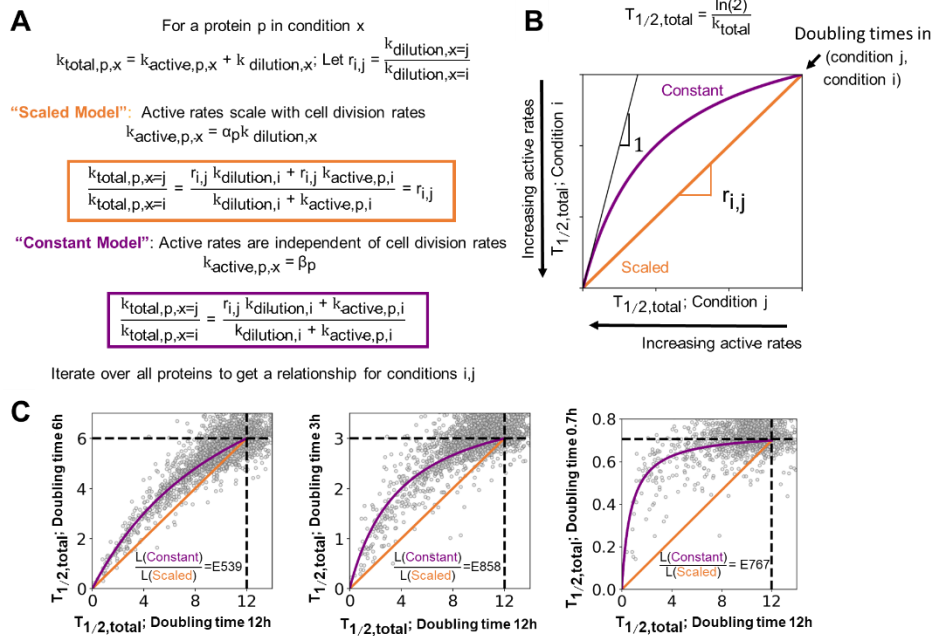 A
For a protein p in condition x
k_total,p,x = k_active,p,x + k_dilution,x; Let r_i,j = k_dilution,x=j / k_dilution,x=i
"Scaled Model": Active rates scale with cell division rates
k_active,p,x = α_p k_dilution,x
k_total,p,x=j / k_total,p,x=i = (r_i,j k_dilution,i + r_i,j k_active,p,i) / (k_dilution,i + k_active,p,i) = r_i,j
"Constant Model": Active rates are independent of cell division rates
k_active,p,x = β_p
k_total,p,x=j / k_total,p,x=i = (r_i,j k_dilution,i + k_active,p,i) / (k_dilution,i + k_active,p,i)
Iterate over all proteins to get a relationship for conditions i,j
B
T_1/2,total = ln(2) / k_total
Doubling times in
(condition j,
condition i)
Increasing active rates
T_1/2,total; Condition i
Constant
1
r_i,j
Scaled
T_1/2,total; Condition j
Increasing active rates
C
T_1/2,total; Doubling time 6h
6
4
2
0
L(Constant) / L(Scaled) =E539
0 4 8 12
T_1/2,total; Doubling time 12h
T_1/2,total; Doubling time 3h
3
2
1
0
L(Constant) / L(Scaled) =E858
0 4 8 12
T_1/2,total; Doubling time 12h
T_1/2,total; Doubling time 0.7h
0.8
0.6
0.4
0.2
0.0
L(Constant) / L(Scaled) = E767
0 4 8 12
T_1/2,total; Doubling time 12h